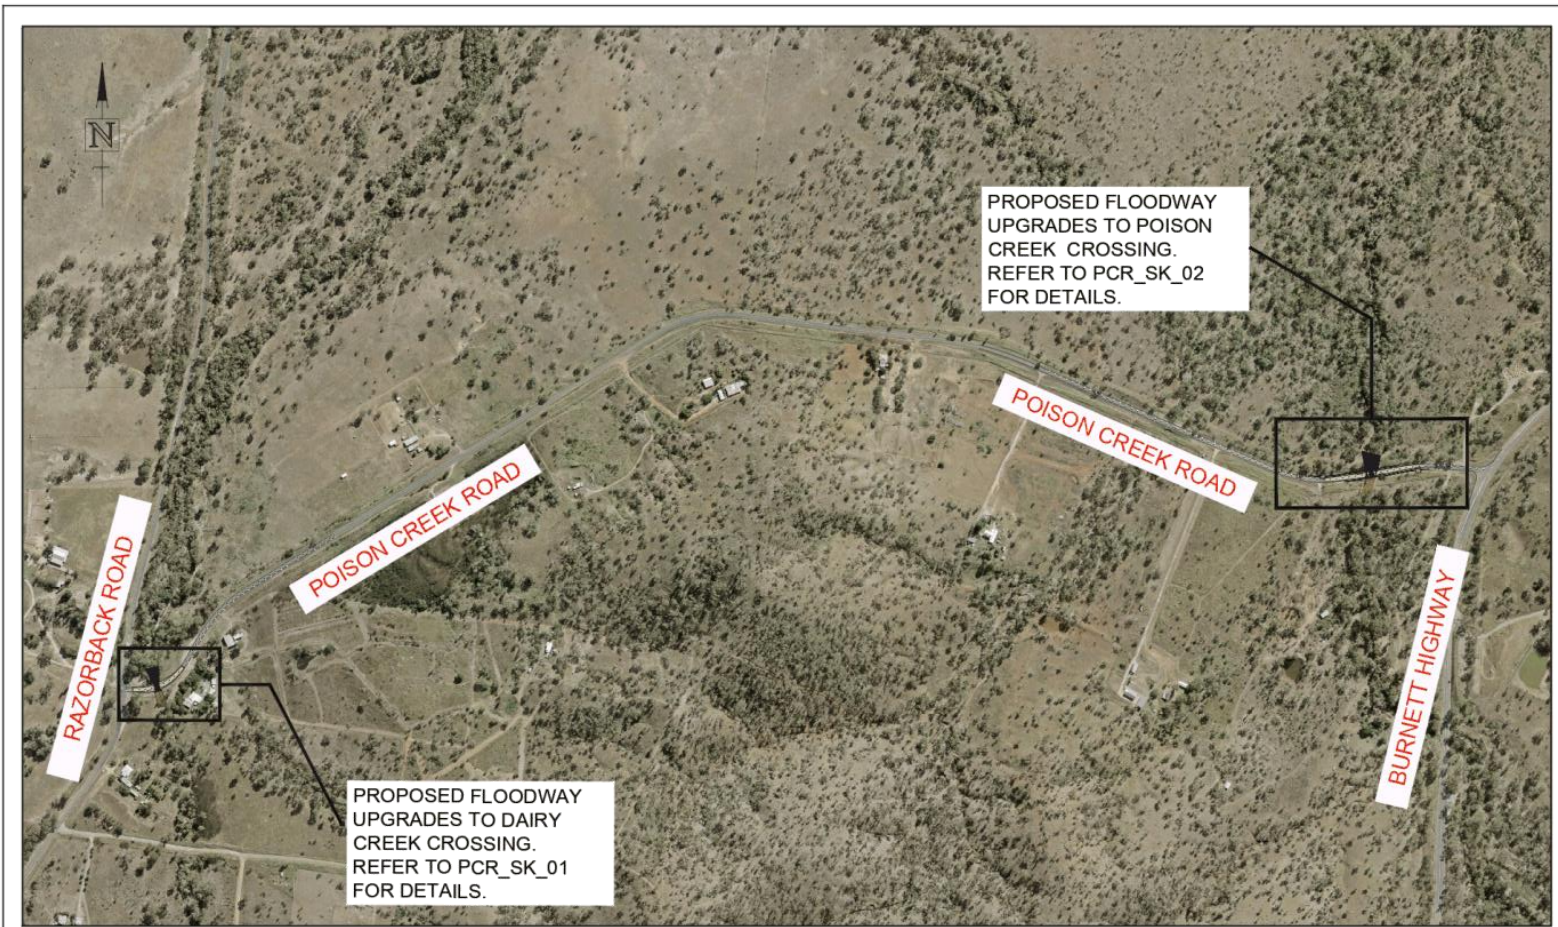 N
PROPOSED FLOODWAY
UPGRADES TO POISON
CREEK CROSSING.
REFER TO PCR_SK_02
FOR DETAILS.
POISON CREEK ROAD
POISON CREEK ROAD
RAZORBACK ROAD
BURNETT HIGHWAY
PROPOSED FLOODWAY
UPGRADES TO DAIRY
CREEK CROSSING.
REFER TO PCR_SK_01
FOR DETAILS.